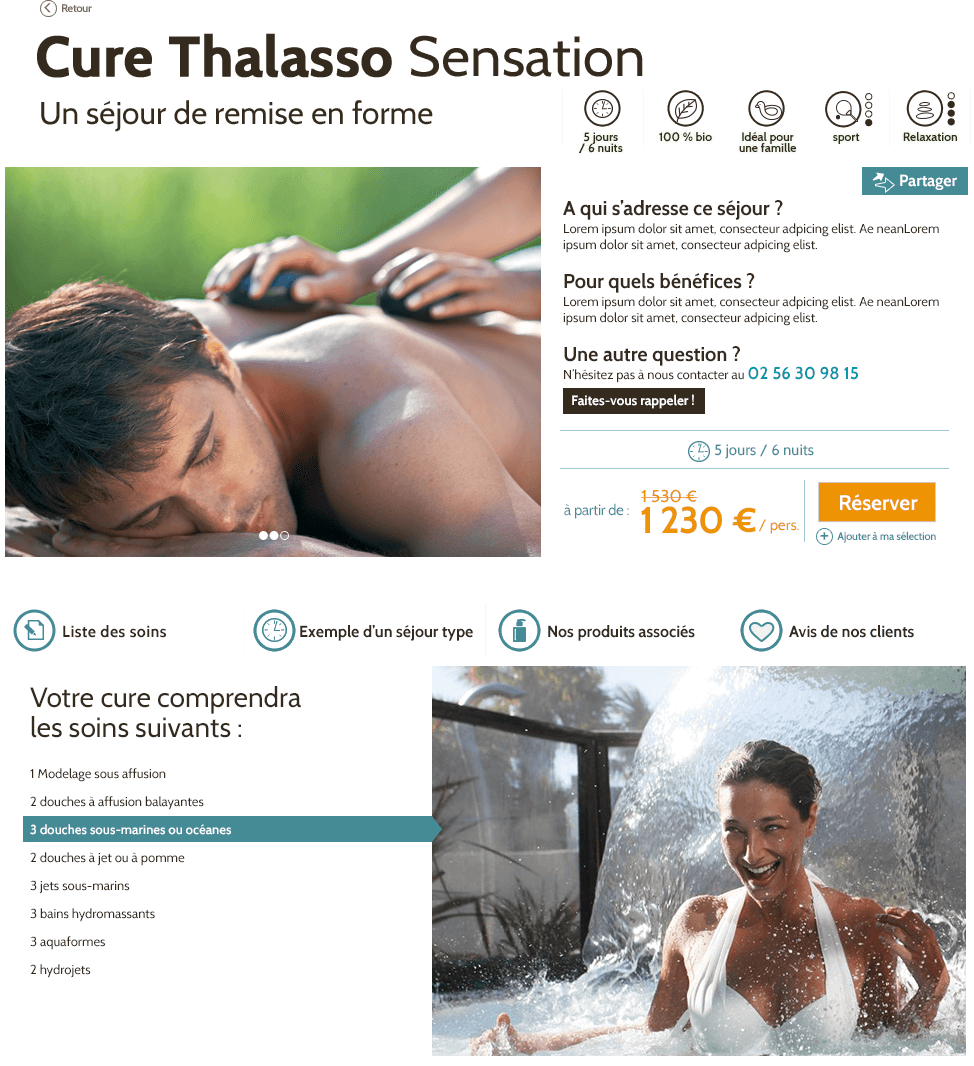 Retour
Cure Thalasso Sensation
Un séjour de remise en forme
5 jours
/ 6 nuits
100 % bio
Idéal pour
une famille
sport
Relaxation
Partager
A qui s'adresse ce séjour ?
Lorem ipsum dolor sit amet, consecteur adpicing elist. Ae neanLorem
ipsum dolor sit amet, consecteur adpicing elist.
Pour quels bénéfices ?
Lorem ipsum dolor sit amet, consecteur adpicing elist. Ae neanLorem
ipsum dolor sit amet, consecteur adpicing elist.
Une autre question ?
N'hésitez pas à nous contacter au 02 56 30 98 15
Faites-vous rappeler !
5 jours / 6 nuits
à partir de :
1 530 €
1 230 € / pers.
Réserver
Ajouter à ma sélection
Liste des soins
Exemple d'un séjour type
Nos produits associés
Avis de nos clients
Votre cure comprendra
les soins suivants :
1 Modelage sous affusion
2 douches à affusion balayantes
3 douches sous-marines ou océanes
2 douches à jet ou à pomme
3 jets sous-marins
3 bains hydromassants
3 aquaformes
2 hydrojets